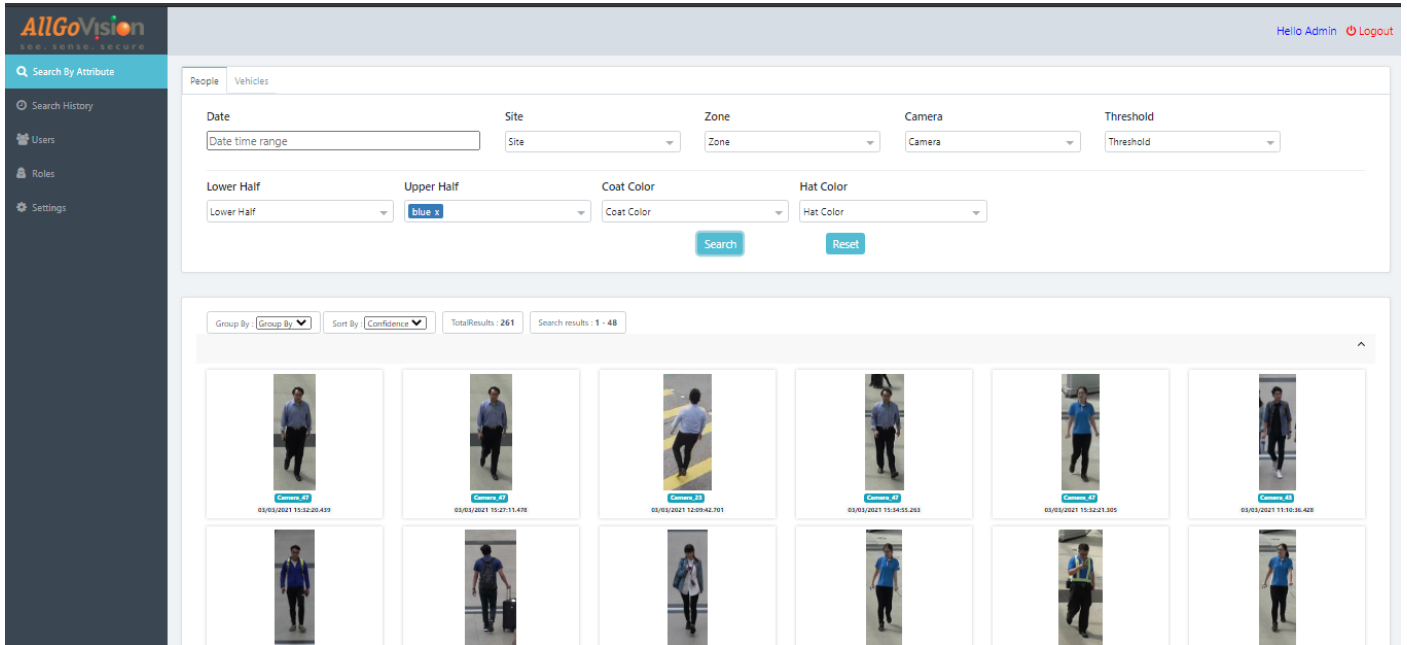 AllGoVision
see. sense. secure
Hello Admin Logout
Search By Attribute
Search History
Users
Roles
Settings
People Vehicles
Date Site Zone Camera Threshold
Date time range Site Zone Camera Threshold
Lower Half Upper Half Coat Color Hat Color
Lower Half blue x Coat Color Hat Color
Search Reset
Group By : Group By Sort By : Confidence TotalResults : 261 Search results : 1 - 48
Camera_47 Camera_47 Camera_23 Camera_47 Camera_47 Camera_43
03/03/2021 15:32:20.439 03/03/2021 15:27:11.478 03/03/2021 12:09:42.701 03/03/2021 15:34:55.263 03/03/2021 15:32:21.305 03/03/2021 11:10:36.428